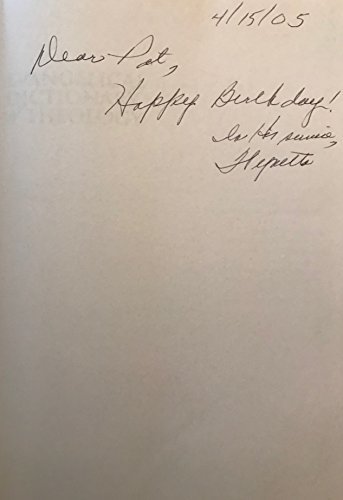 4/15/05
Dear Pat,
Happy Birthday!
In His service,